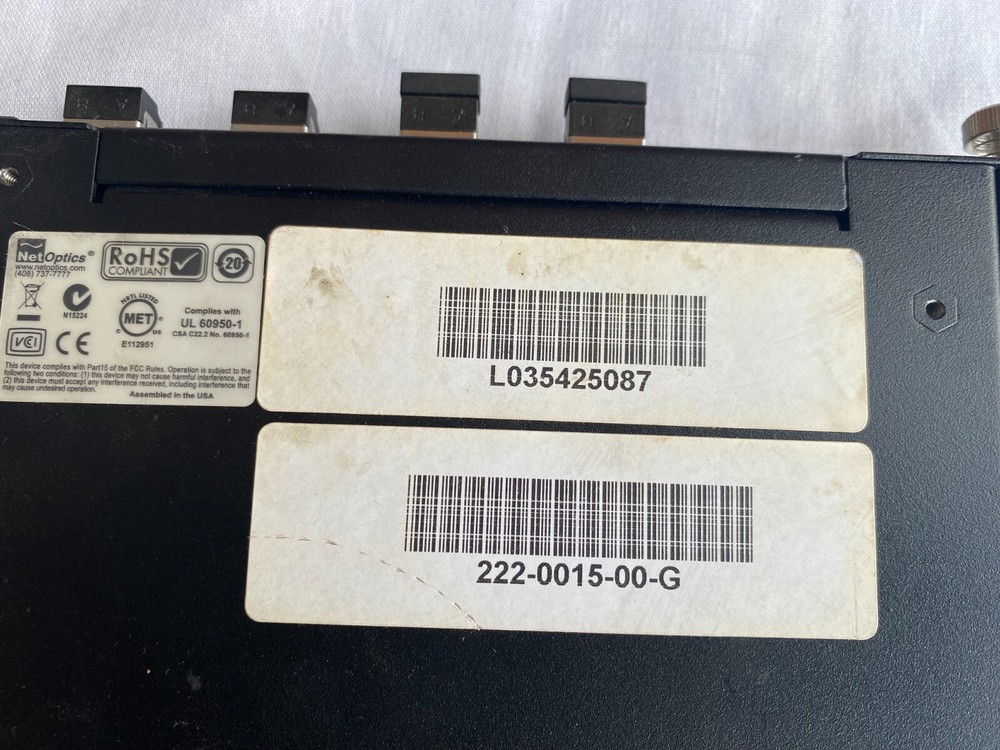 B A
B A
B A
B A
Net Optics®
www.netoptics.com
(408) 737-7777
RoHS
COMPLIANT
20
N15224
NRTL LISTED
MET®
C US
E112951
Complies with
UL 60950-1
CSA C22.2 No. 60950-1
VCI
CE
This device complies with Part15 of the FCC Rules. Operation is subject to the
following two conditions: (1) this device may not cause harmful interference, and
(2) this device must accept any interference received, including interference that
may cause undesired operation.
Assembled in the USA
L035425087
222-0015-00-G